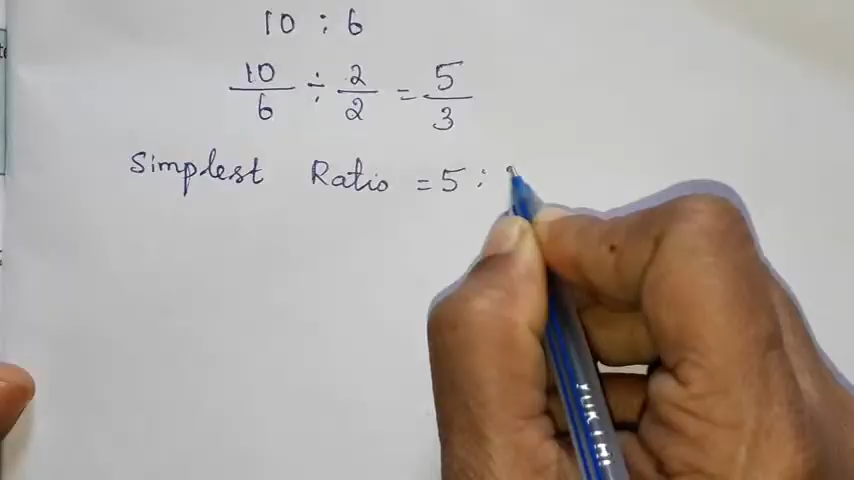 10 : 6
10/6 ÷ 2/2 = 5/3
Simplest Ratio = 5 :